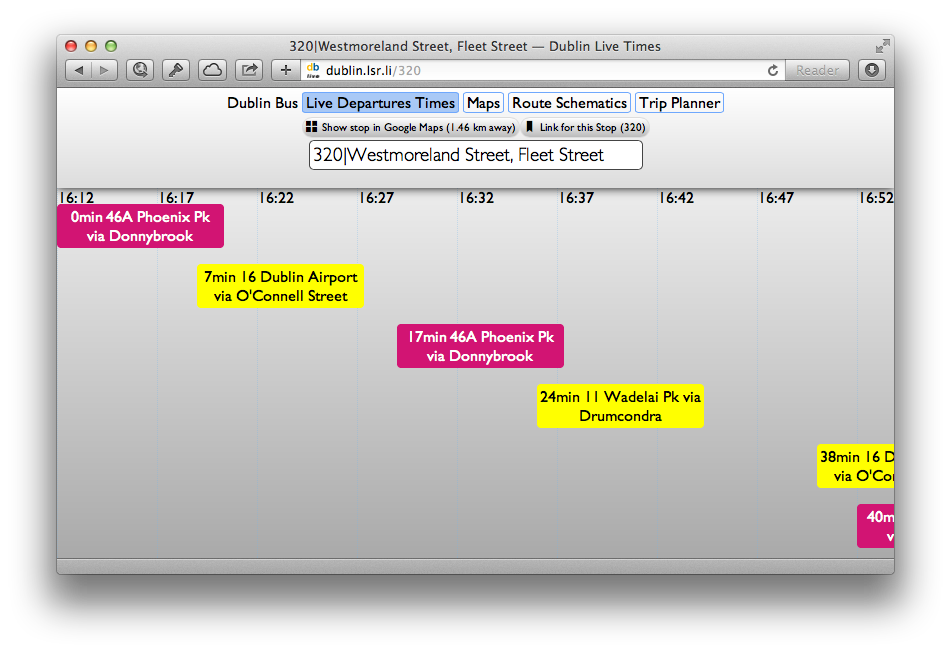 320|Westmoreland Street, Fleet Street — Dublin Live Times
db
live
dublin.lsr.li/320
Reader
Dublin Bus Live Departures Times Maps Route Schematics Trip Planner
Show stop in Google Maps (1.46 km away) Link for this Stop (320)
320|Westmoreland Street, Fleet Street
16:12 16:17 16:22 16:27 16:32 16:37 16:42 16:47 16:52
0min 46A Phoenix Pk
via Donnybrook
7min 16 Dublin Airport
via O'Connell Street
17min 46A Phoenix Pk
via Donnybrook
24min 11 Wadelai Pk via
Drumcondra
38min 16 D
via O'Co
40m
v